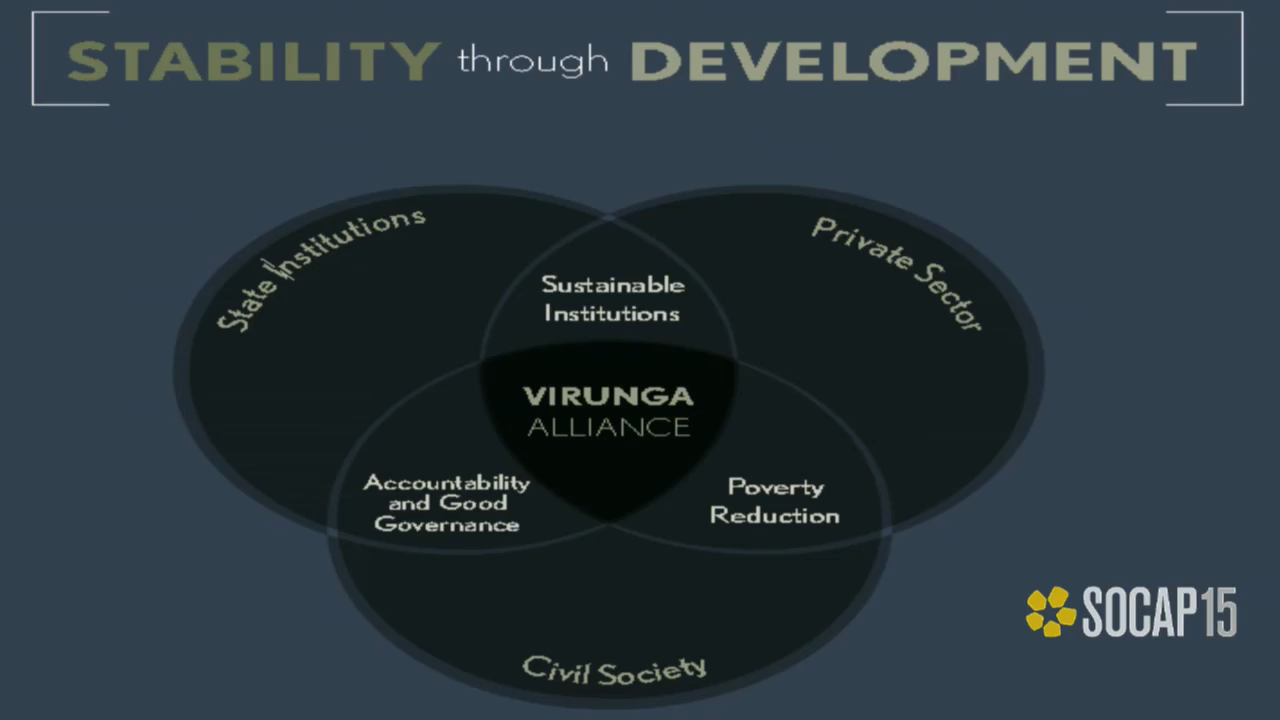 STABILITY through DEVELOPMENT
State Institutions
Private Sector
Sustainable
Institutions
VIRUNGA
ALLIANCE
Accountability
and Good
Governance
Poverty
Reduction
Civil Society
SOCAP15